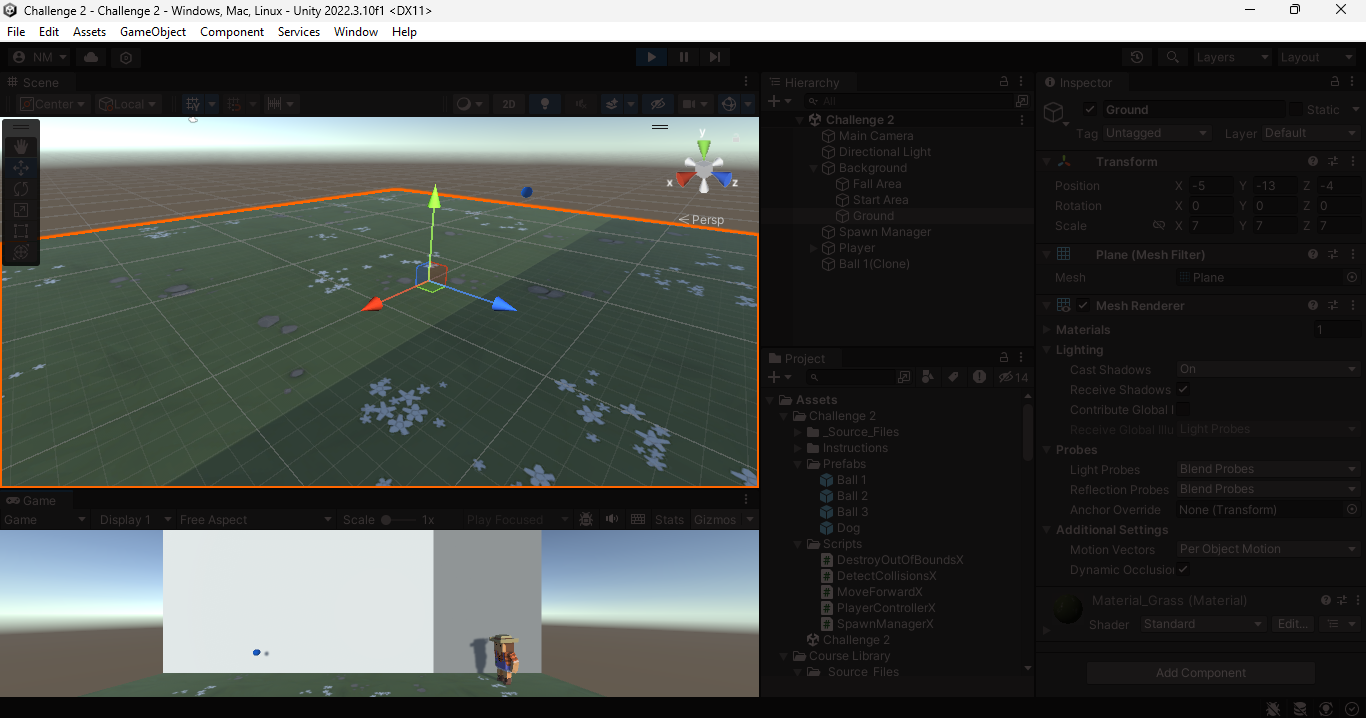 Challenge 2 - Challenge 2 - Windows, Mac, Linux - Unity 2022.3.10f1 <DX11>
File Edit Assets GameObject Component Services Window Help
NM Layers Layout
Scene
Center Local 2D
y
x
z
Persp
Game
Game Display 1 Free Aspect Scale 1x Play Focused Stats Gizmos
Hierarchy
All
Challenge 2
Main Camera
Directional Light
Background
Fall Area
Start Area
Ground
Spawn Manager
Player
Ball 1(Clone)
Project
14
Assets
Challenge 2
_Source_Files
Instructions
Prefabs
Ball 1
Ball 2
Ball 3
Dog
Scripts
DestroyOutOfBoundsX
DetectCollisionsX
MoveForwardX
PlayerControllerX
SpawnManagerX
Challenge 2
Course Library
_Source_Files
Inspector
Ground Static
Tag Untagged Layer Default
Transform
Position X -5 Y -13 Z -4
Rotation X 0 Y 0 Z 0
Scale X 7 Y 7 Z 7
Plane (Mesh Filter)
Mesh Plane
Mesh Renderer
Materials 1
Lighting
Cast Shadows On
Receive Shadows
Contribute Global I
Receive Global Illu Light Probes
Probes
Light Probes Blend Probes
Reflection Probes Blend Probes
Anchor Override None (Transform)
Additional Settings
Motion Vectors Per Object Motion
Dynamic Occlusion
Material_Grass (Material)
Shader Standard Edit...
Add Component